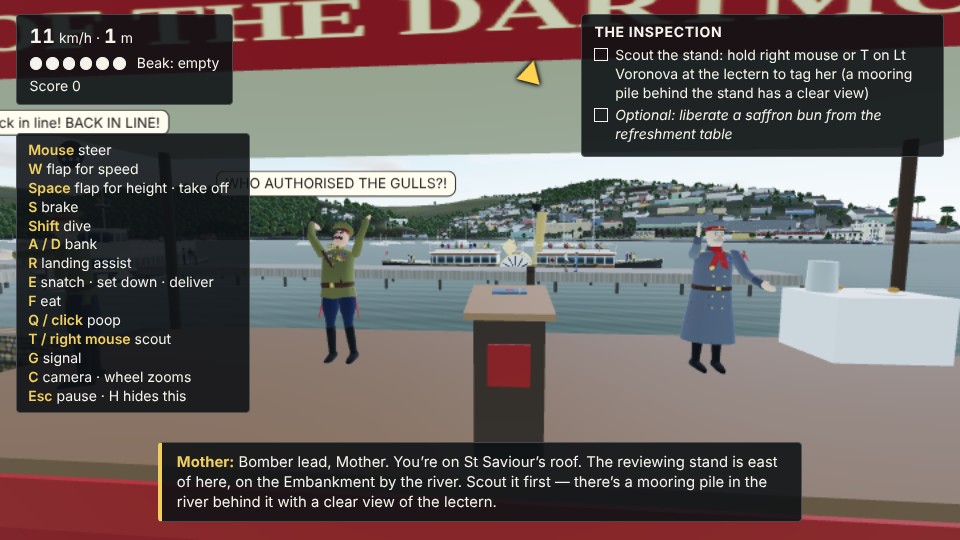 OF THE DARTMO
11 km/h · 1 m
Beak: empty
Score 0
ck in line! BACK IN LINE!
Mouse steer
W flap for speed
Space flap for height · take off
S brake
Shift dive
A / D bank
R landing assist
E snatch · set down · deliver
F eat
Q / click poop
T / right mouse scout
G signal
C camera · wheel zooms
Esc pause · H hides this
WHO AUTHORISED THE GULLS?!
THE INSPECTION
Scout the stand: hold right mouse or T on Lt
Voronova at the lectern to tag her (a mooring
pile behind the stand has a clear view)
Optional: liberate a saffron bun from the
refreshment table
Mother: Bomber lead, Mother. You’re on St Saviour’s roof. The reviewing stand is east
of here, on the Embankment by the river. Scout it first — there’s a mooring pile in the
river behind it with a clear view of the lectern.